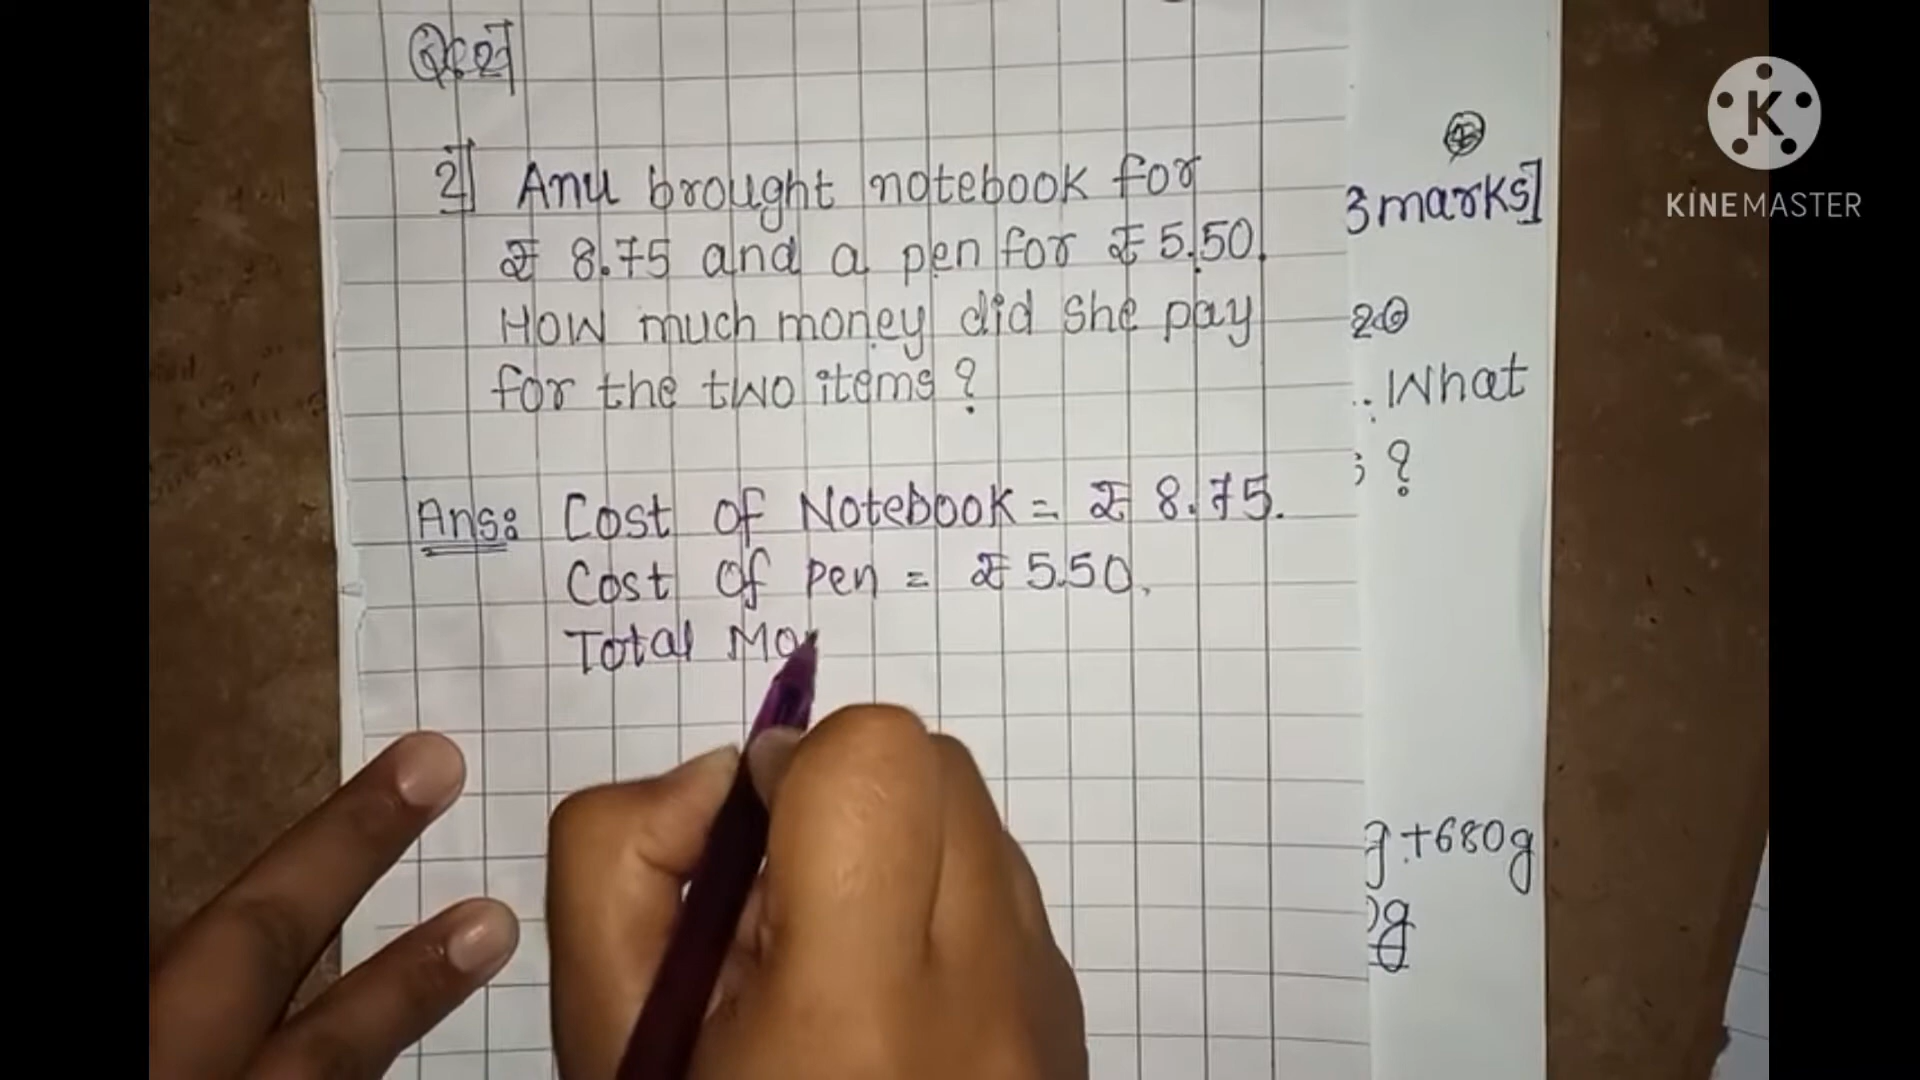 2] Anu brought notebook for
₹ 8.75 and a pen for ₹ 5.50.
How much money did she pay
for the two items ?
Ans: Cost of Notebook = ₹ 8.75.
Cost of pen = ₹ 5.50.
Total Mo
3 marks]
What
?
g + 680g
g
K
KINEMASTER